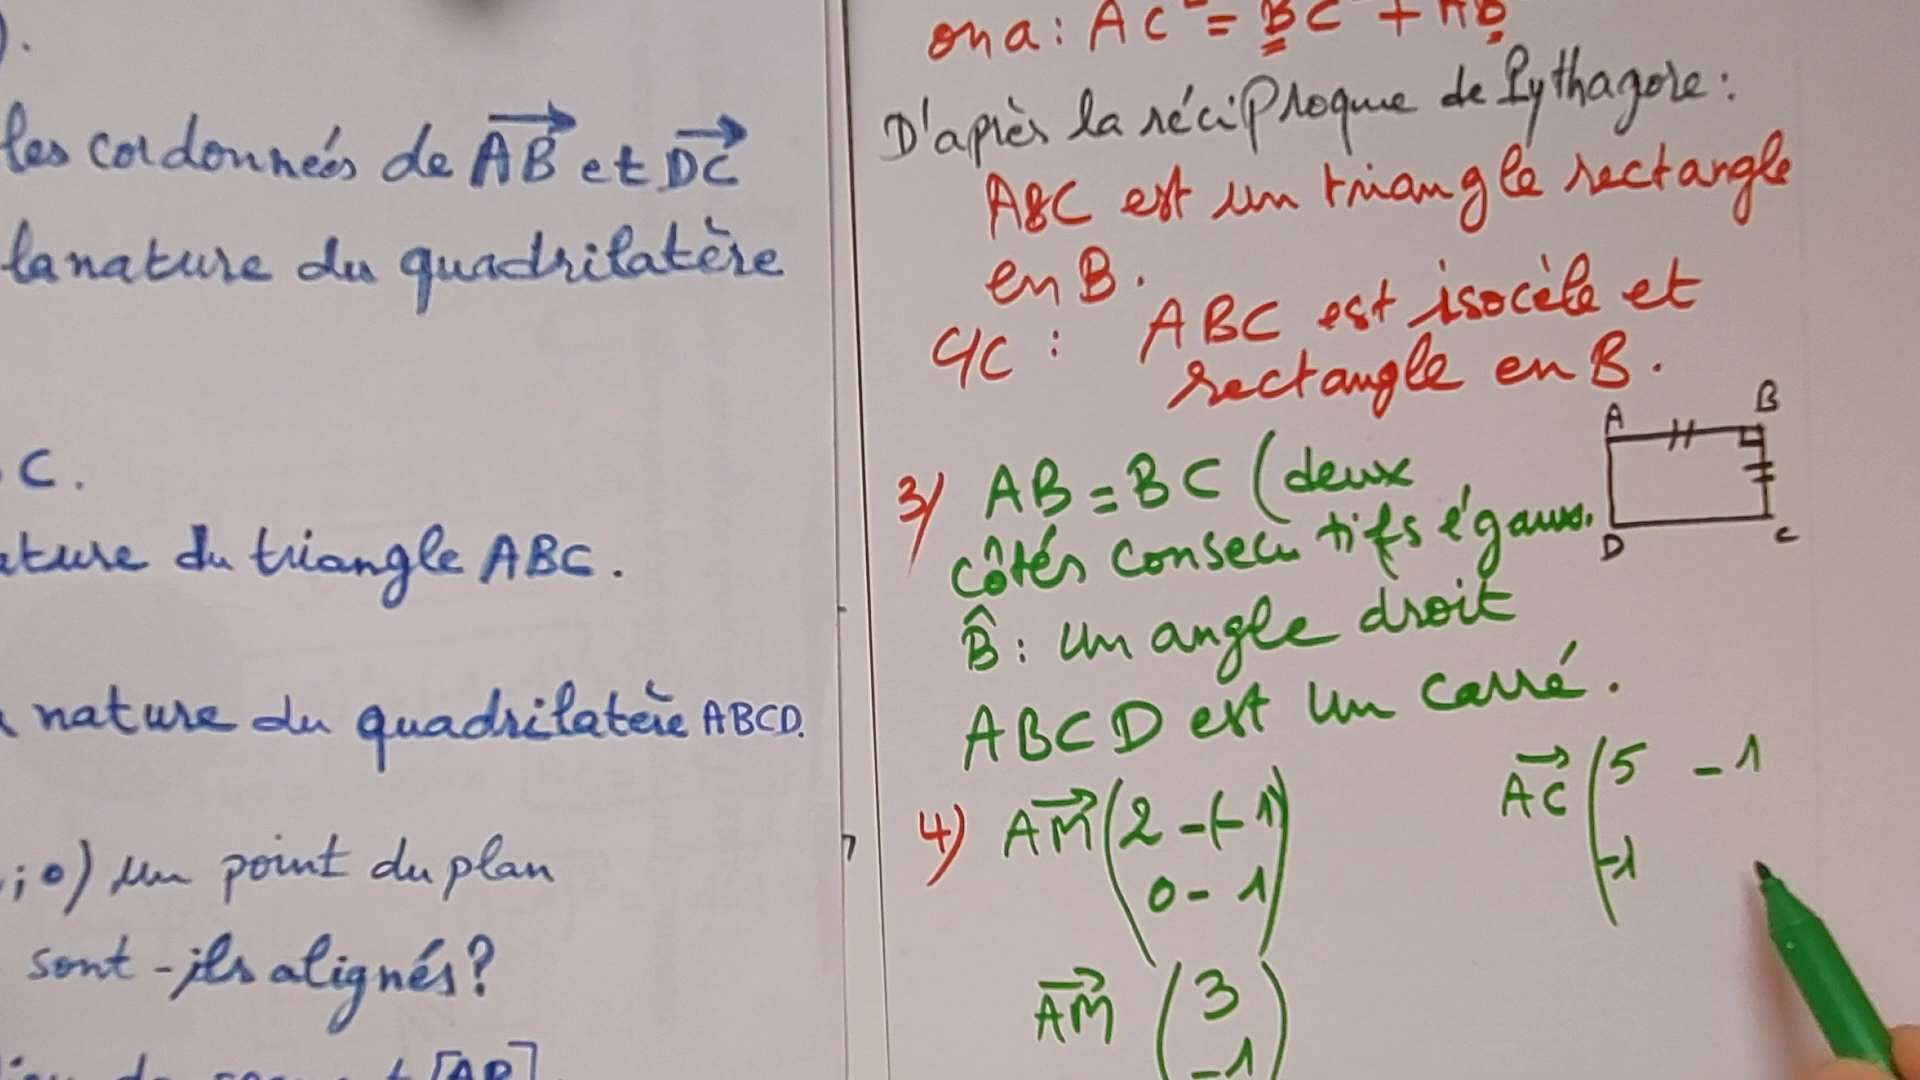 ).
les cordonnées de AB et DC
la nature du quadrilatère
C.
ture du triangle ABC.
nature du quadrilatère ABCD.
; 0) un point du plan
sont-ils alignés?
[AB]
on a : AC² = BC² + AB
D'après la réciProque de Pythagore :
ABC est un triangle rectangle
en B.
C/C : ABC est isocèle et
rectangle en B.
A B
D C
3/ AB = BC (deux
côtés consecutifs égaux.
B̂ : un angle droit
ABCD est un carré.
4) AM (2 - (-1)
0 - 1) AC (5 - 1
-1
AM (3
-1